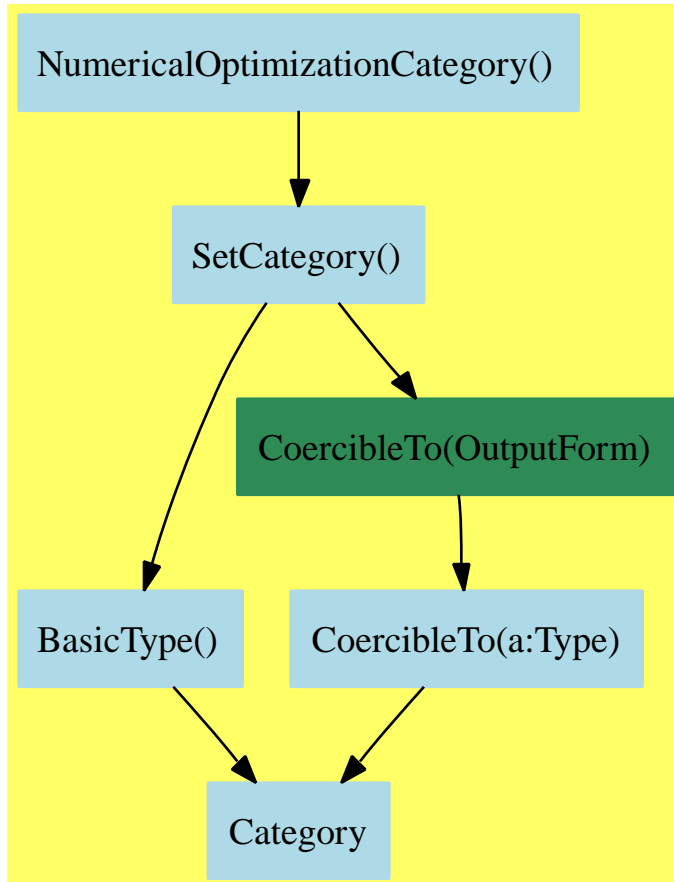 NumericalOptimizationCategory()
SetCategory()
CoercibleTo(OutputForm)
BasicType()
CoercibleTo(a:Type)
Category